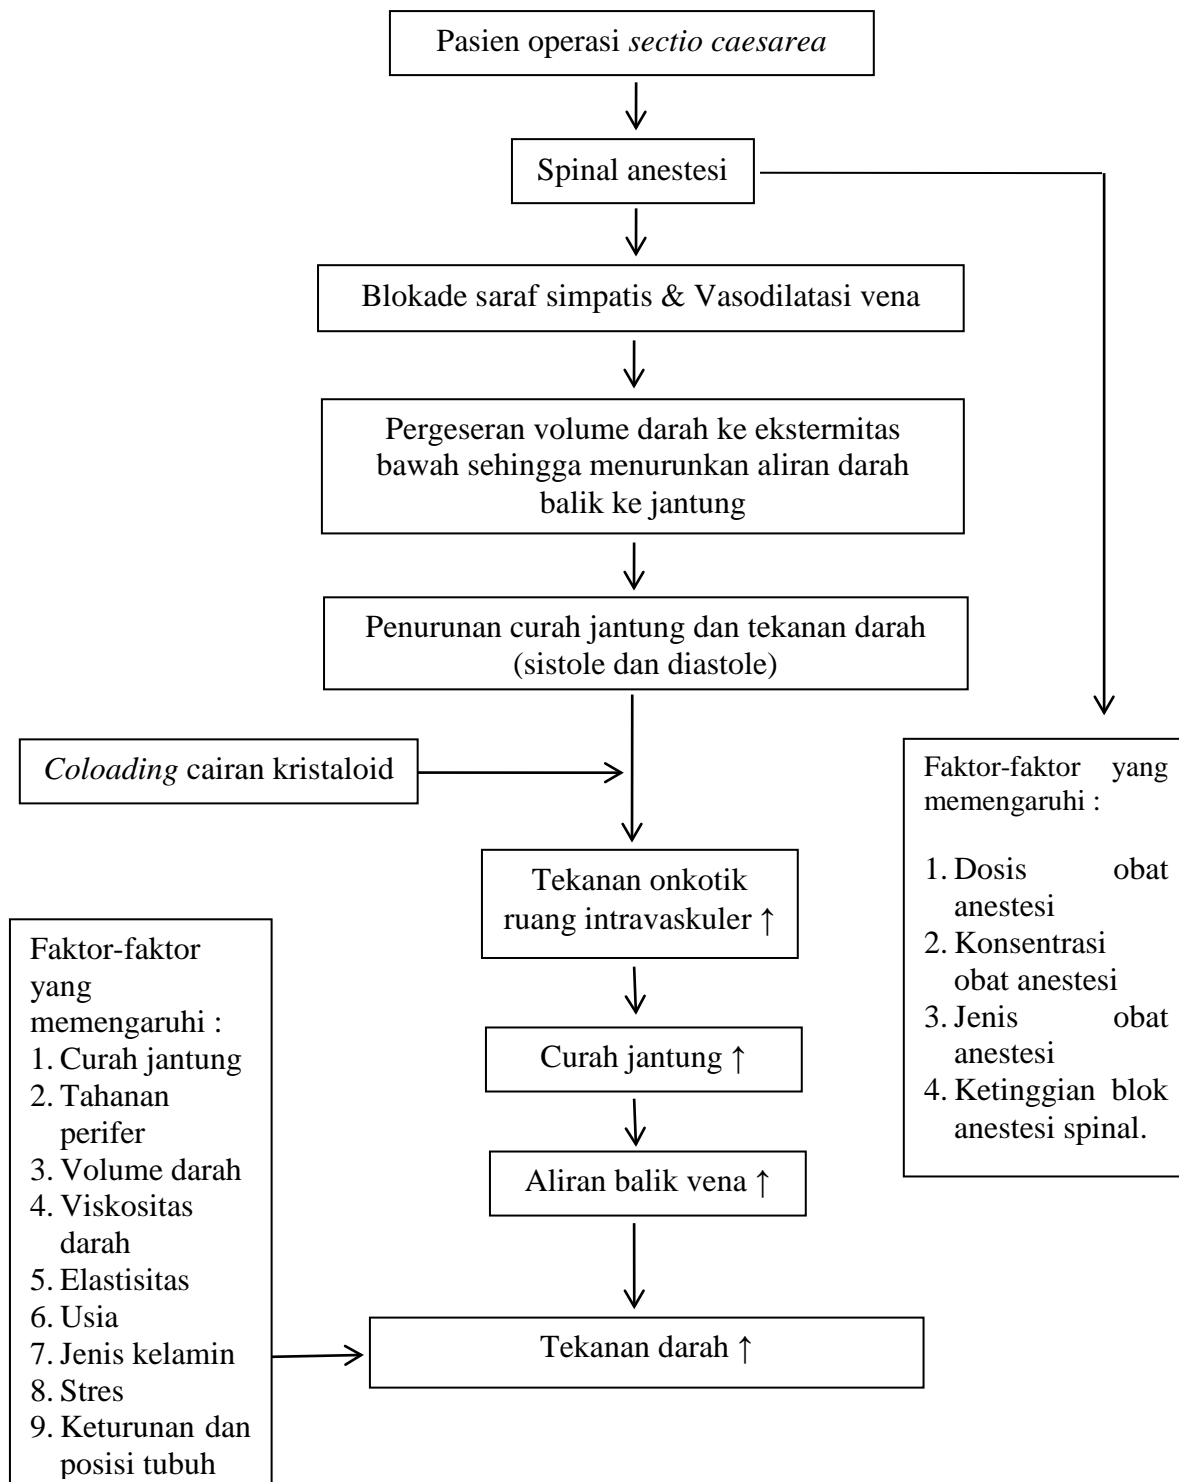 Pasien operasi sectio caesarea
Spinal anestesi
Blokade saraf simpatis & Vasodilatasi vena
Pergeseran volume darah ke ekstermitas
bawah sehingga menurunkan aliran darah
balik ke jantung
Penurunan curah jantung dan tekanan darah
(sistole dan diastole)
Coloading cairan kristaloid
Faktor-faktor yang
memengaruhi :
1. Dosis obat
anestesi
2. Konsentrasi
obat anestesi
3. Jenis obat
anestesi
4. Ketinggian blok
anestesi spinal.
Tekanan onkotik
ruang intravaskuler ↑
Curah jantung ↑
Aliran balik vena ↑
Faktor-faktor
yang
memengaruhi :
1. Curah jantung
2. Tahanan
perifer
3. Volume darah
4. Viskositas
darah
5. Elastisitas
6. Usia
7. Jenis kelamin
8. Stres
9. Keturunan dan
posisi tubuh
Tekanan darah ↑